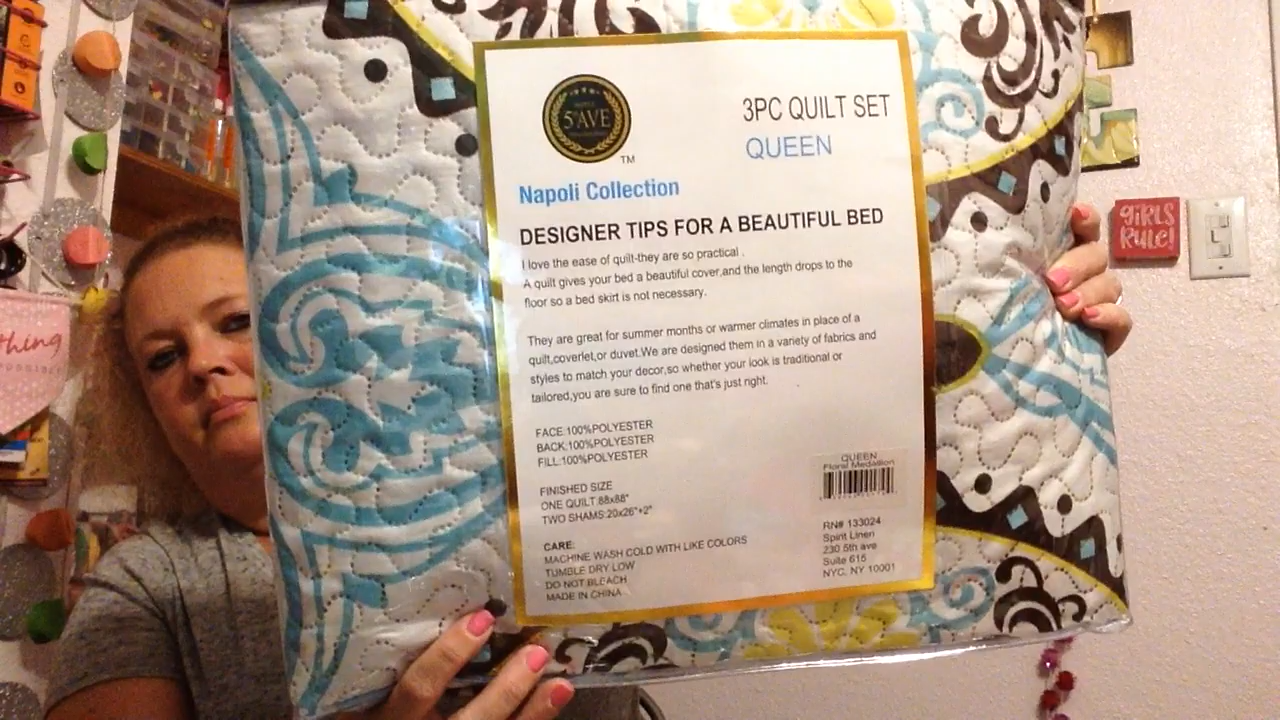 5th AVE
TM
3PC QUILT SET
QUEEN
Napoli Collection
DESIGNER TIPS FOR A BEAUTIFUL BED
I love the ease of quilt-they are so practical .
A quilt gives your bed a beautiful cover,and the length drops to the
floor so a bed skirt is not necessary.
They are great for summer months or warmer climates in place of a
quilt,coverlet,or duvet.We are designed them in a variety of fabrics and
styles to match your decor,so whether your look is traditional or
tailored,you are sure to find one that's just right.
FACE:100%POLYESTER
BACK:100%POLYESTER
FILL:100%POLYESTER
FINISHED SIZE
ONE QUILT:88x88"
TWO SHAMS:20x26"+2"
CARE:
MACHINE WASH COLD WITH LIKE COLORS
TUMBLE DRY LOW
DO NOT BLEACH
MADE IN CHINA
QUEEN
Floral Medallion
RN# 133024
Spirit Linen
230 5th ave
Suite 615
NYC, NY 10001
GIRLS
RULE!
thing